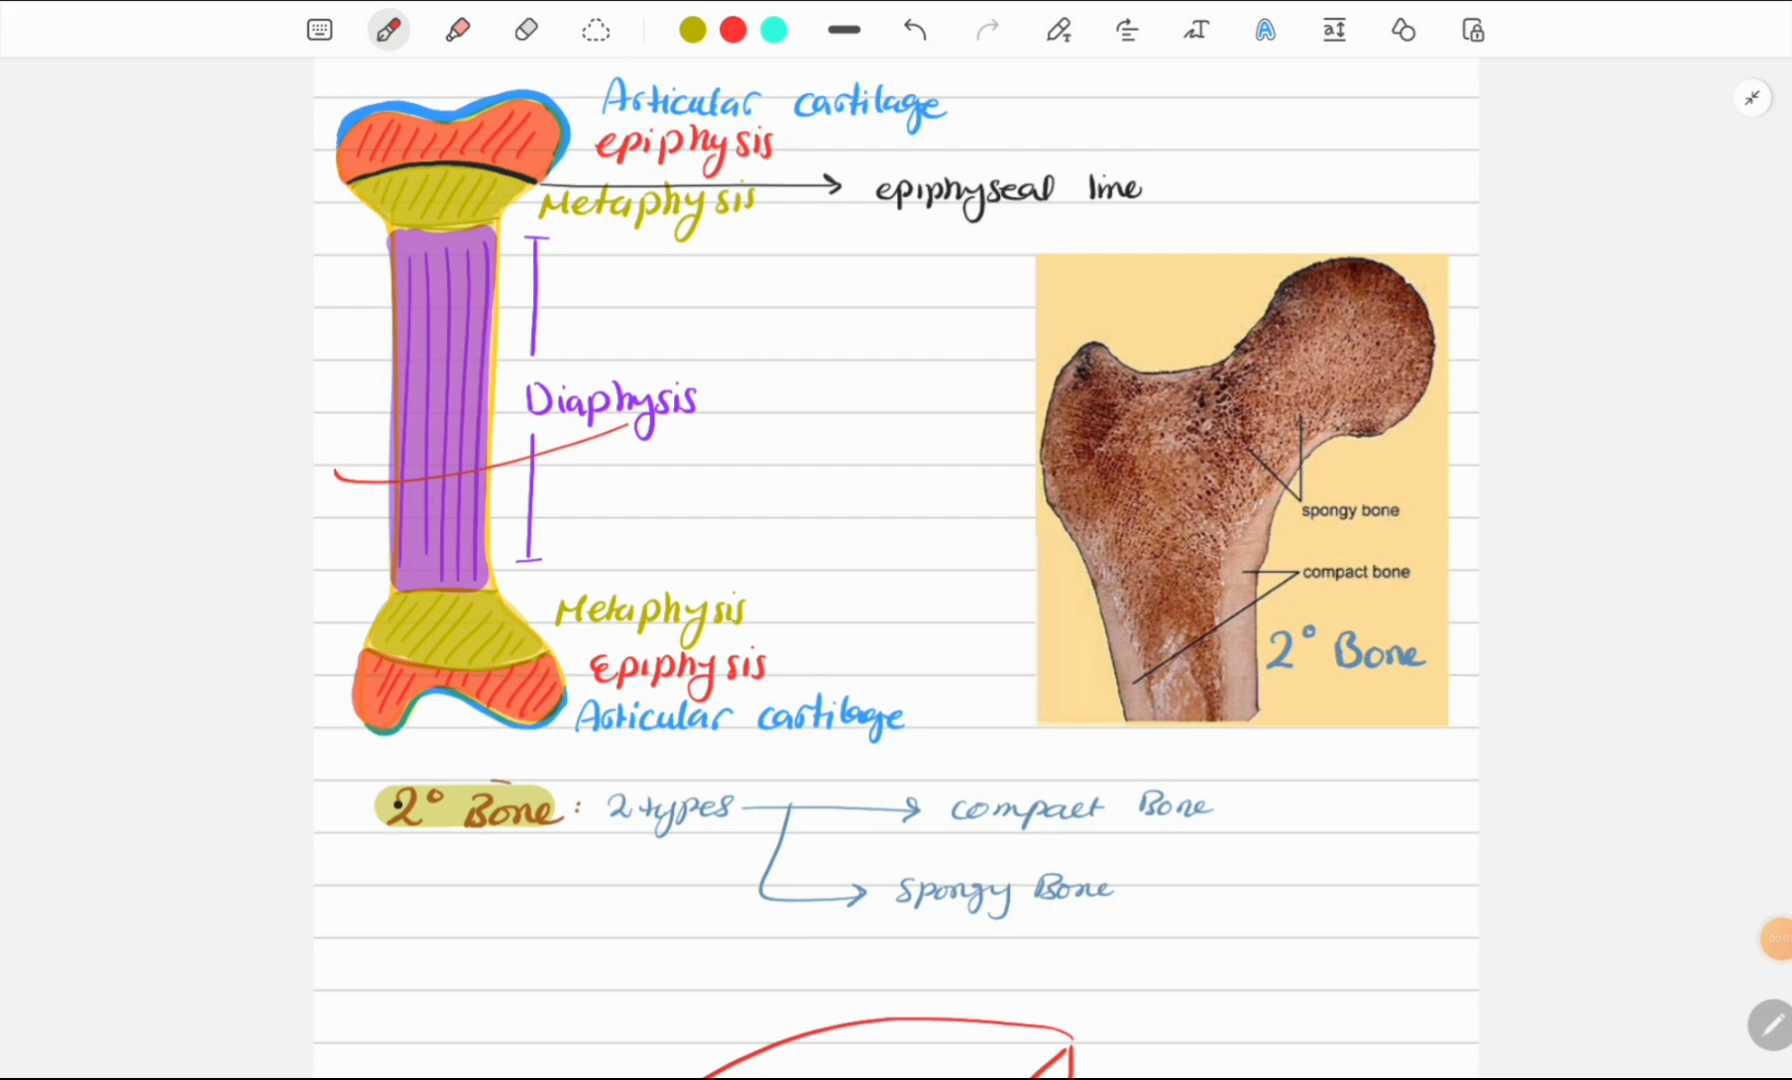 Articular cartilage
epiphysis
Metaphysis
epiphyseal line
Diaphysis
spongy bone
compact bone
2° Bone
Metaphysis
Epiphysis
Articular cartilage
2° Bone: 2 types → compact Bone
→ Spongy Bone